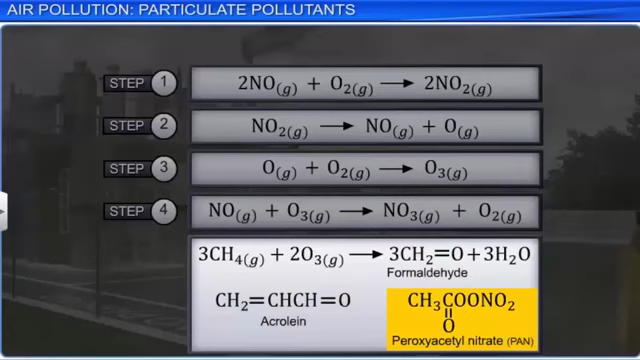 AIR POLLUTION: PARTICULATE POLLUTANTS
STEP 1 2NO(g) + O2(g) ⟶ 2NO2(g)
STEP 2 NO2(g) ⟶ NO(g) + O(g)
STEP 3 O(g) + O2(g) ⟶ O3(g)
STEP 4 NO(g) + O3(g) ⟶ NO3(g) + O2(g)
3CH4(g) + 2O3(g) ⟶ 3CH2=O + 3H2O
Formaldehyde
CH2=CHCH=O
Acrolein
CH3COONO2
||
O
Peroxyacetyl nitrate (PAN)